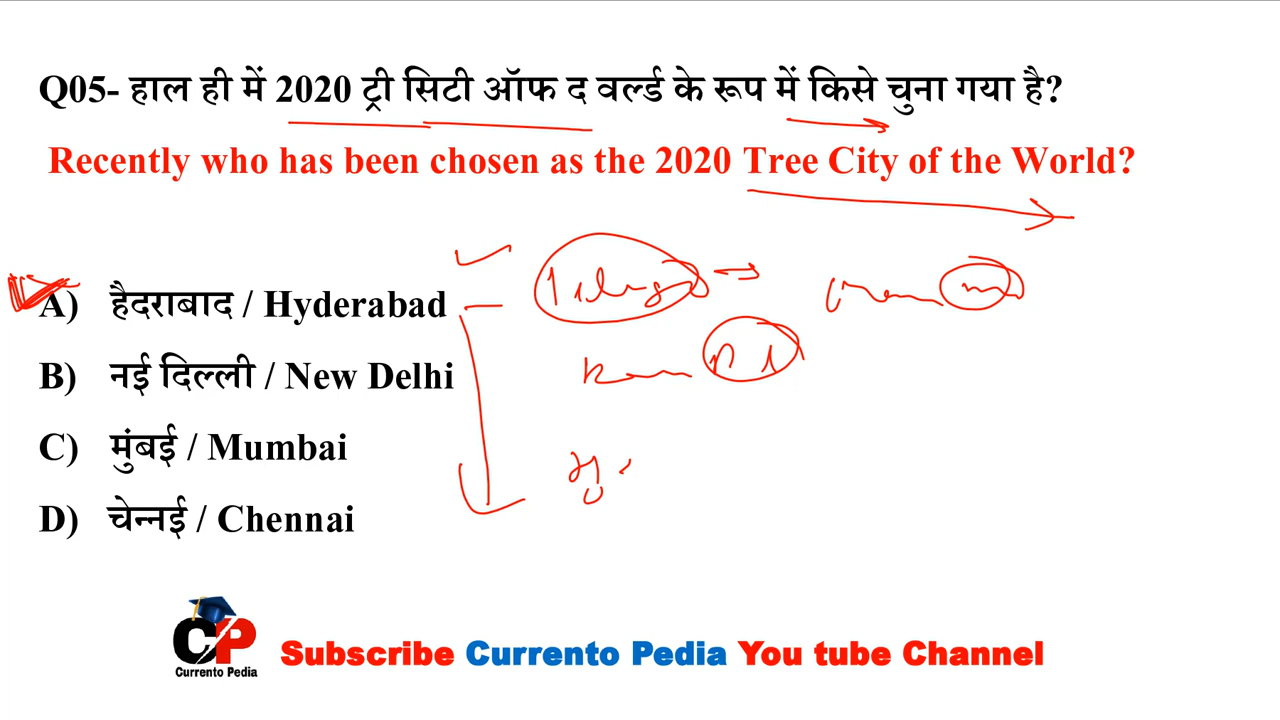 Q05- हाल ही में 2020 ट्री सिटी ऑफ द वर्ल्ड के रूप में किसे चुना गया है?
Recently who has been chosen as the 2020 Tree City of the World?
A) हैदराबाद / Hyderabad
B) नई दिल्ली / New Delhi
C) मुंबई / Mumbai
D) चेन्नई / Chennai
CP
Currento Pedia
Subscribe Currento Pedia You tube Channel